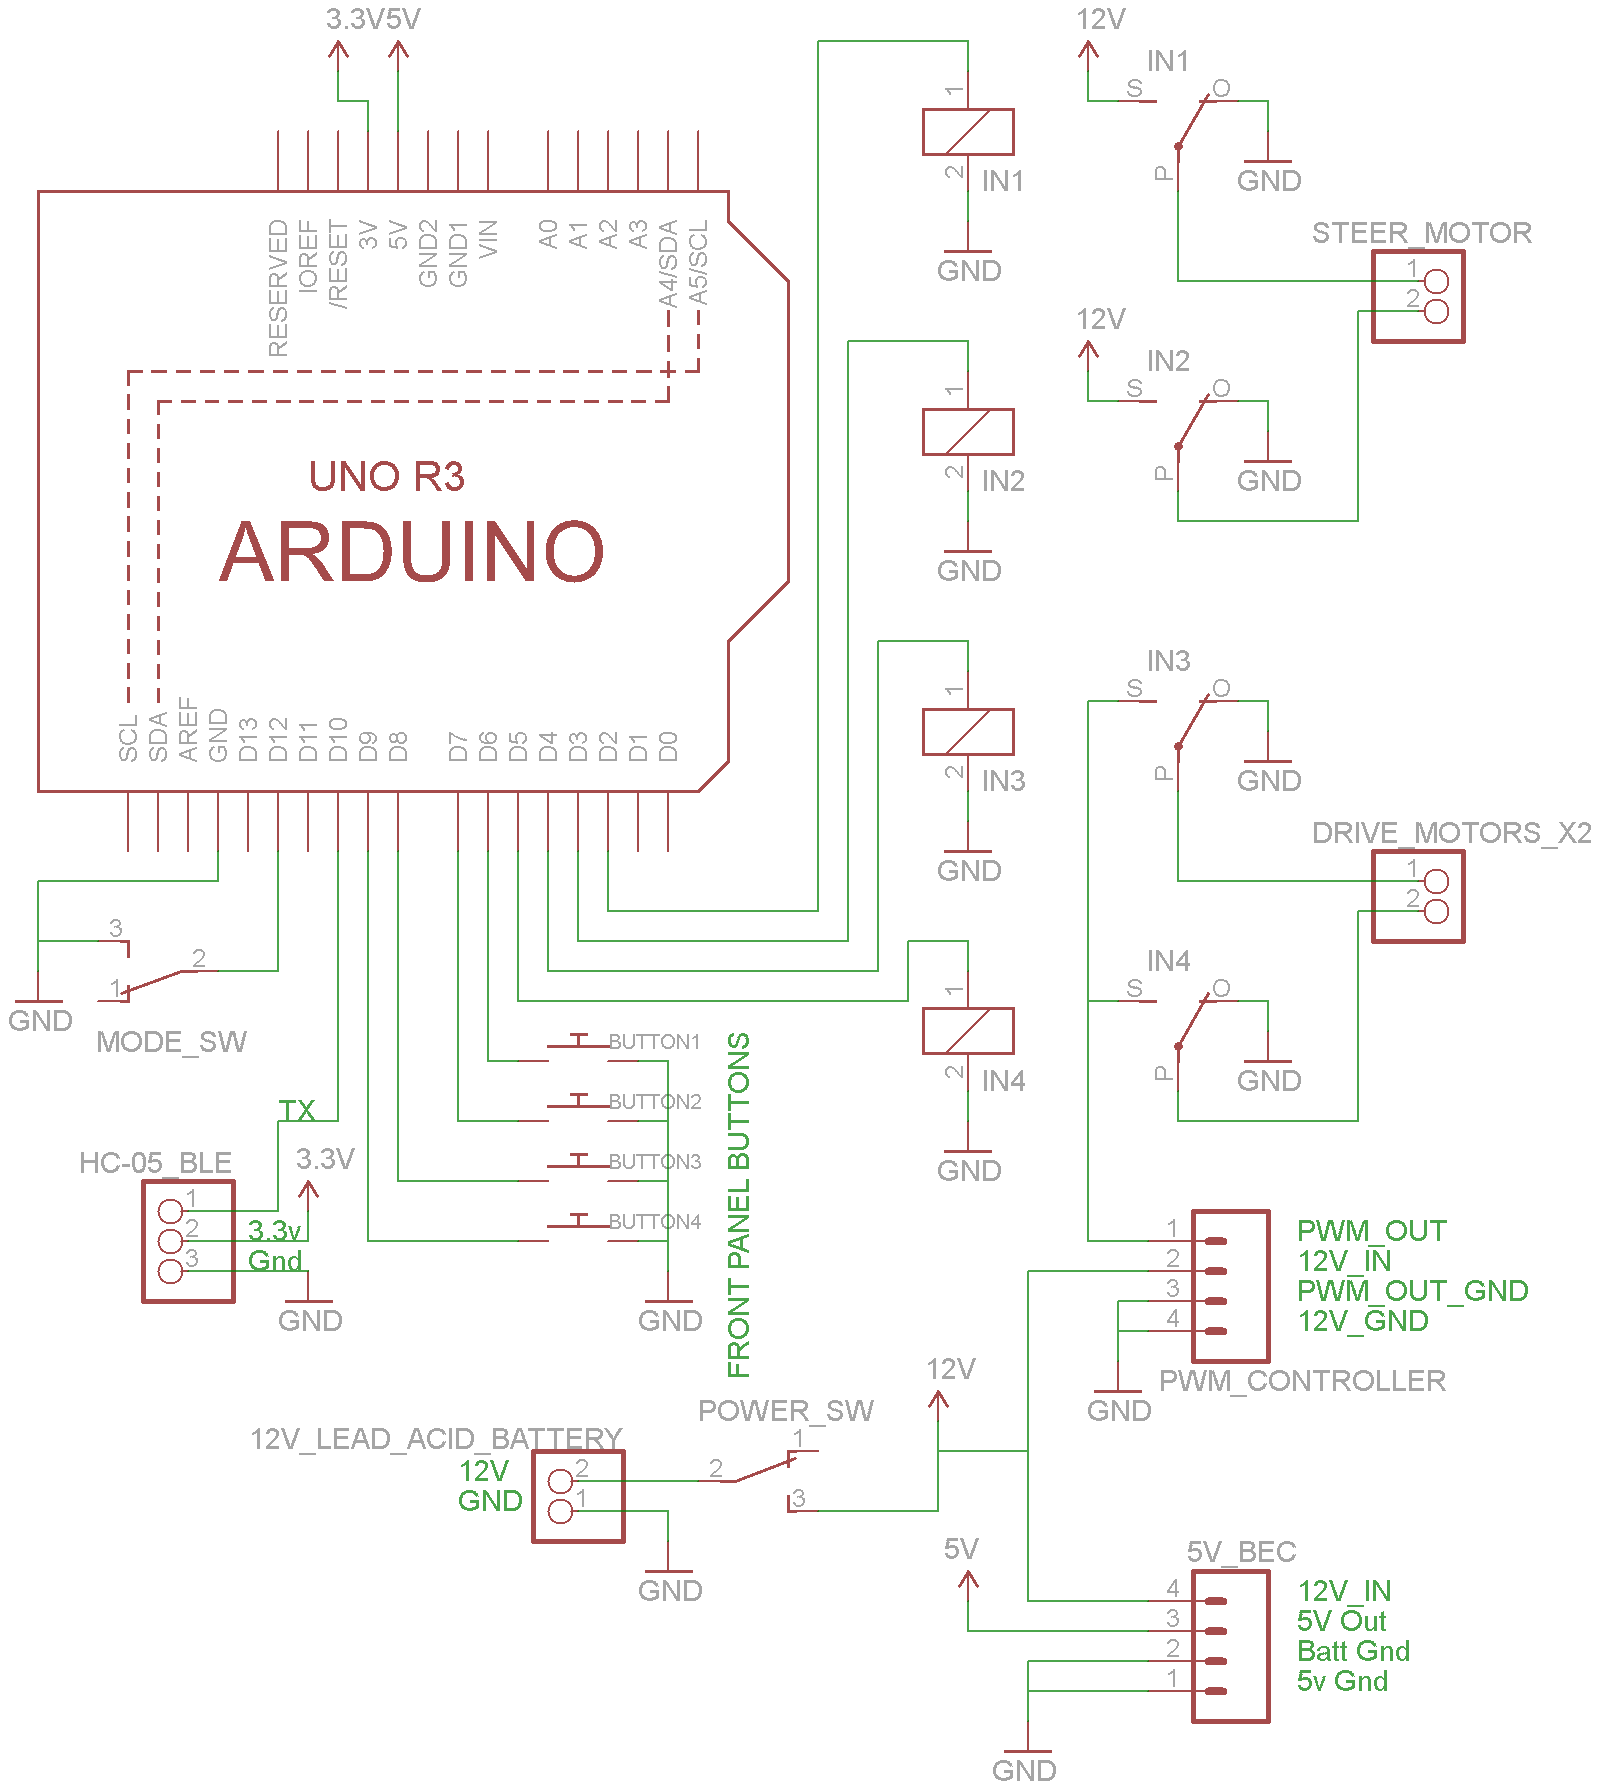 3.3V
5V
RESERVED
IOREF
/RESET
3V
5V
GND2
GND1
VIN
A0
A1
A2
A3
A4/SDA
A5/SCL
UNO R3
ARDUINO
SCL
SDA
AREF
GND
D13
D12
D11
D10
D9
D8
D7
D6
D5
D4
D3
D2
D1
D0
1
2
IN1
GND
12V
IN1
S
O
P
GND
STEER_MOTOR
1
2
1
2
IN2
GND
12V
IN2
S
O
P
GND
1
2
IN3
GND
IN3
S
O
P
GND
DRIVE_MOTORS_X2
1
2
1
2
IN4
GND
IN4
S
O
P
GND
3
2
1
GND
MODE_SW
TX
HC-05_BLE
3.3V
1
2
3
3.3v
Gnd
GND
BUTTON1
BUTTON2
BUTTON3
BUTTON4
GND
FRONT PANEL BUTTONS
1
2
3
4
PWM_OUT
12V_IN
PWM_OUT_GND
12V_GND
PWM_CONTROLLER
GND
12V_LEAD_ACID_BATTERY
12V
GND
2
1
GND
POWER_SW
2
1
3
12V
5V
5V_BEC
4
3
2
1
12V_IN
5V Out
Batt Gnd
5v Gnd
GND